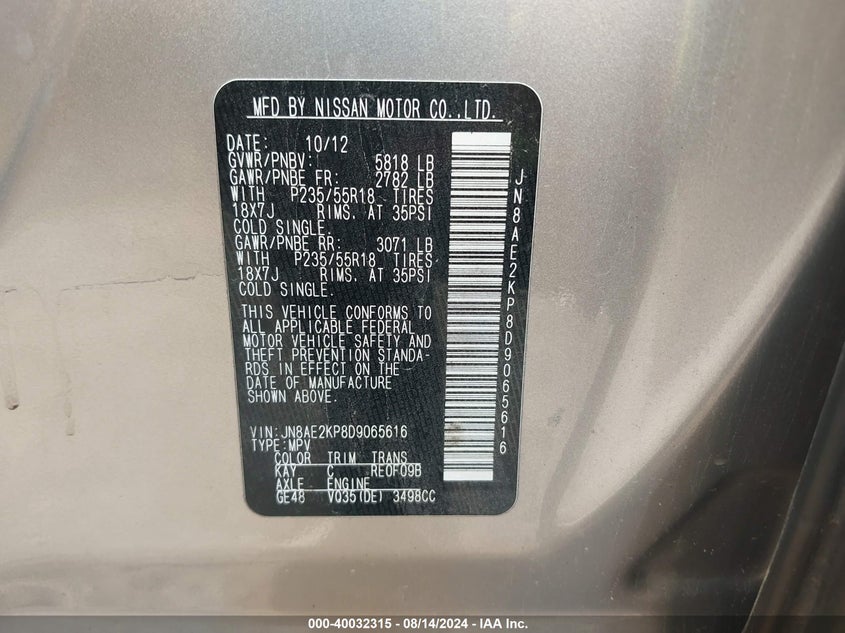 MFD BY NISSAN MOTOR CO.,LTD.
DATE: 10/12
GVWR/PNBV: 5818 LB
GAWR/PNBE FR: 2782 LB
WITH P235/55R18 TIRES
18X7J RIMS. AT 35PSI
COLD SINGLE.
GAWR/PNBE RR: 3071 LB
WITH P235/55R18 TIRES
18X7J RIMS. AT 35PSI
COLD SINGLE.
THIS VEHICLE CONFORMS TO
ALL APPLICABLE FEDERAL
MOTOR VEHICLE SAFETY AND
THEFT PREVENTION STANDA-
RDS IN EFFECT ON THE
DATE OF MANUFACTURE
SHOWN ABOVE.
VIN:JN8AE2KP8D9065616
TYPE:MPV
COLOR TRIM TRANS
KAY C RE0F09B
AXLE ENGINE
GE48 VQ35(DE) 3498CC
JN8AE2KP8D9065616
000-40032315 - 08/14/2024 - IAA Inc.